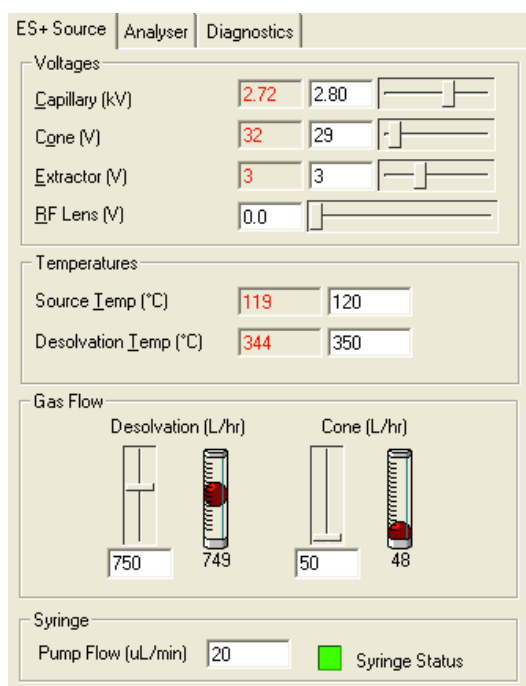 ES+ Source Analyser Diagnostics
Voltages
Capillary (kV) 2.72 2.80
Cone (V) 32 29
Extractor (V) 3 3
RF Lens (V) 0.0
Temperatures
Source Temp (°C) 119 120
Desolvation Temp (°C) 344 350
Gas Flow
Desolvation (L/hr) Cone (L/hr)
750 749 50 48
Syringe
Pump Flow (uL/min) 20 Syringe Status